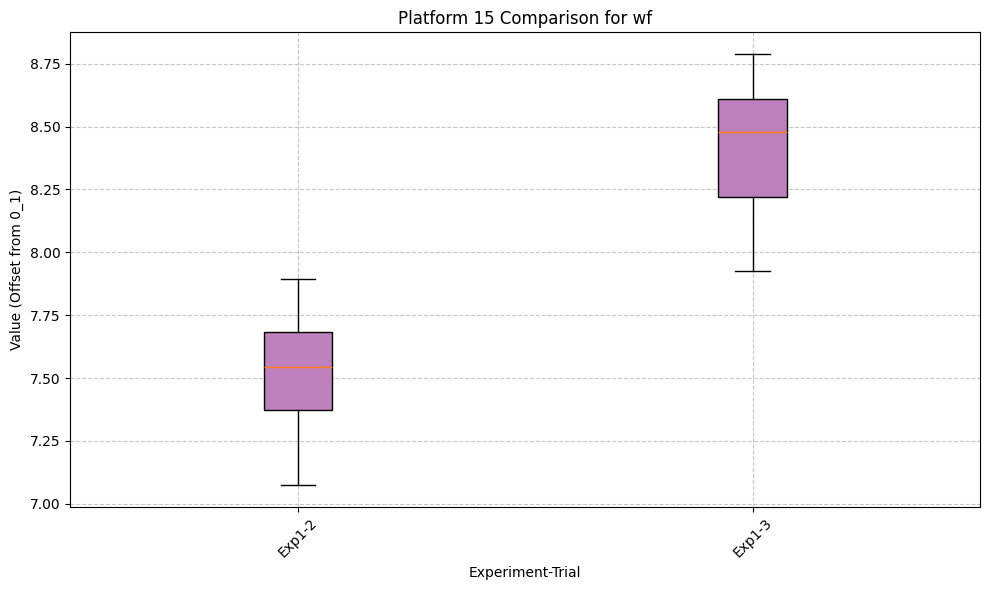 Platform 15 Comparison for wf
8.75
8.50
8.25
8.00
7.75
7.50
7.25
7.00
Value (Offset from 0_1)
Exp1-2
Exp1-3
Experiment-Trial